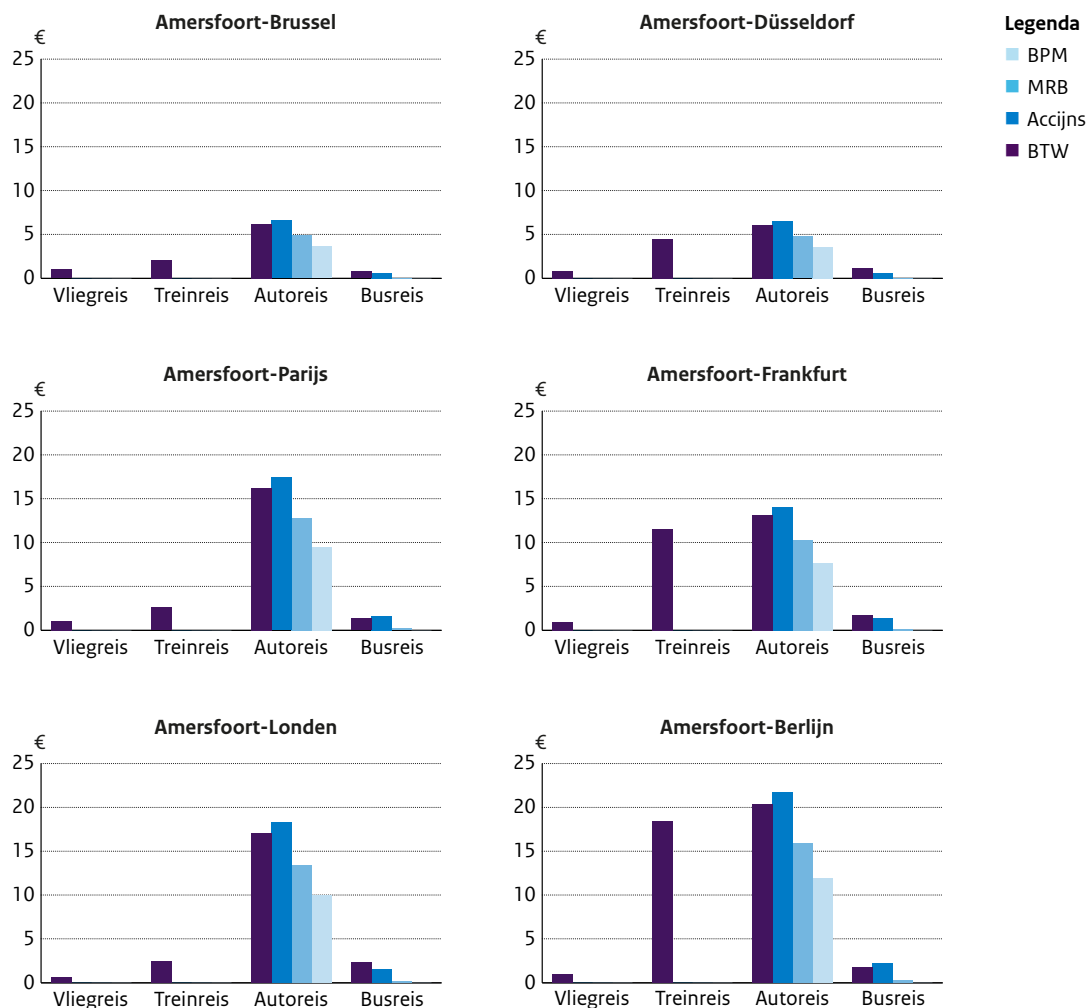 Amersfoort-Brussel
€
25
20
15
10
5
0
Vliegreis Treinreis Autoreis Busreis
Amersfoort-Düsseldorf
€
25
20
15
10
5
0
Vliegreis Treinreis Autoreis Busreis
Legenda
BPM
MRB
Accijns
BTW
Amersfoort-Parijs
€
25
20
15
10
5
0
Vliegreis Treinreis Autoreis Busreis
Amersfoort-Frankfurt
€
25
20
15
10
5
0
Vliegreis Treinreis Autoreis Busreis
Amersfoort-Londen
€
25
20
15
10
5
0
Vliegreis Treinreis Autoreis Busreis
Amersfoort-Berlijn
€
25
20
15
10
5
0
Vliegreis Treinreis Autoreis Busreis